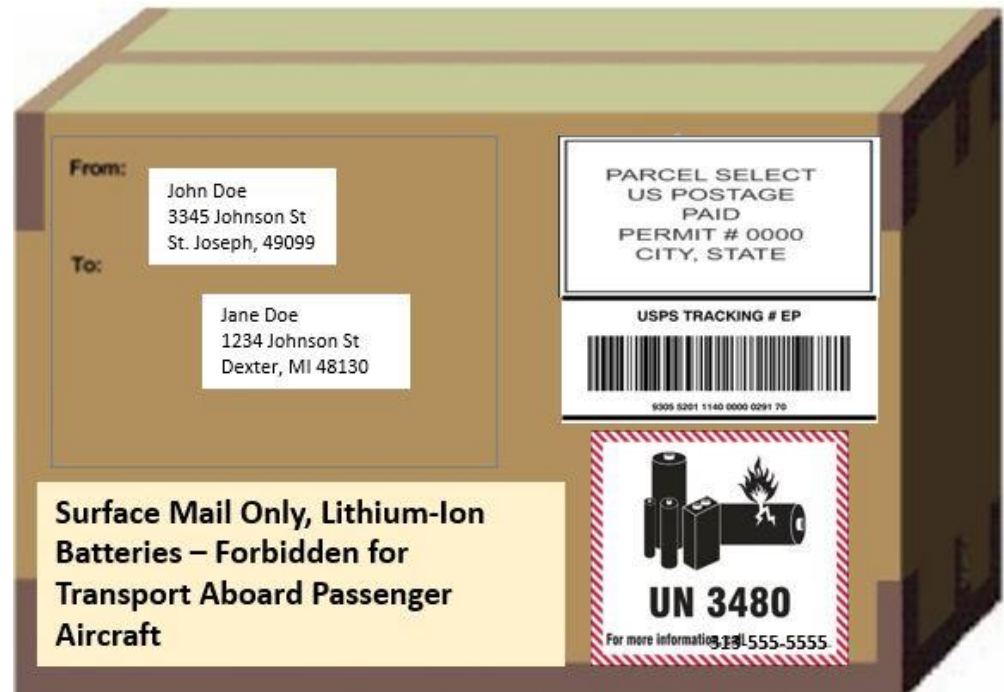 From:
John Doe
3345 Johnson St
St. Joseph, 49099
To:
Jane Doe
1234 Johnson St
Dexter, MI 48130
PARCEL SELECT
US POSTAGE
PAID
PERMIT # 0000
CITY, STATE
USPS TRACKING # EP
9305 5201 1140 0000 0291 70
Surface Mail Only, Lithium-Ion
Batteries – Forbidden for
Transport Aboard Passenger
Aircraft
UN 3480
For more information, call 313-555-5555